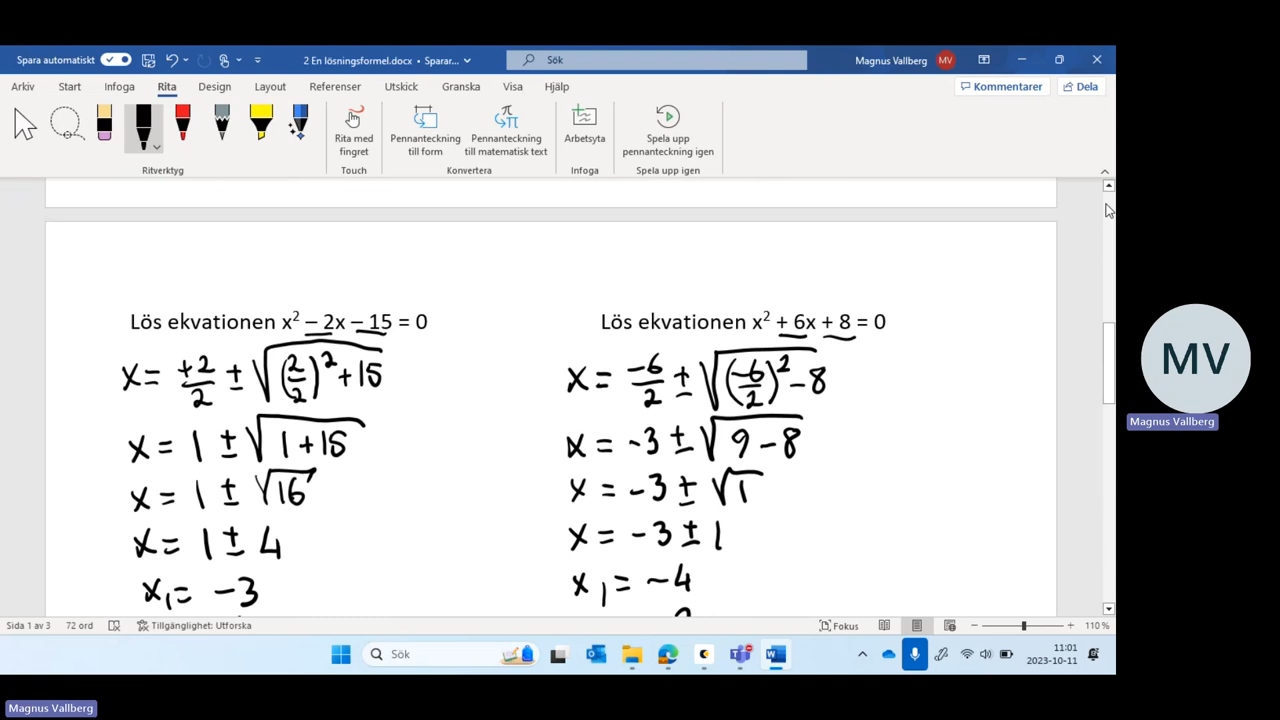 Spara automatiskt
2 En lösningsformel.docx • Sparar...
Sök
Magnus Vallberg MV
Arkiv Start Infoga Rita Design Layout Referenser Utskick Granska Visa Hjälp
Kommentarer Dela
Rita med fingret
Pennanteckning till form
Pennanteckning till matematisk text
Arbetsyta
Spela upp pennanteckning igen
Ritverktyg Touch Konvertera Infoga Spela upp igen
Lös ekvationen x² – 2x – 15 = 0
x = +2/2 ± √((2/2)² + 15)
x = 1 ± √(1 + 15)
x = 1 ± √16
x = 1 ± 4
x₁ = -3
Lös ekvationen x² + 6x + 8 = 0
x = -6/2 ± √((-6/2)² - 8)
x = -3 ± √(9 - 8)
x = -3 ± √1
x = -3 ± 1
x₁ = -4
MV
Magnus Vallberg
Sida 1 av 3 72 ord Tillgänglighet: Utforska Fokus 110 %
Sök
11:01
2023-10-11
Magnus Vallberg